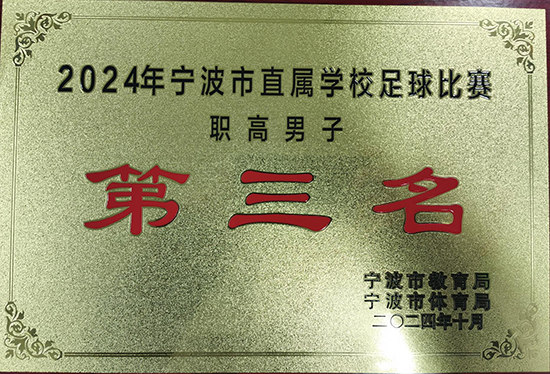 2024年宁波市直属学校足球比赛
职高男子
第三名
宁波市教育局
宁波市体育局
二〇二四年十月